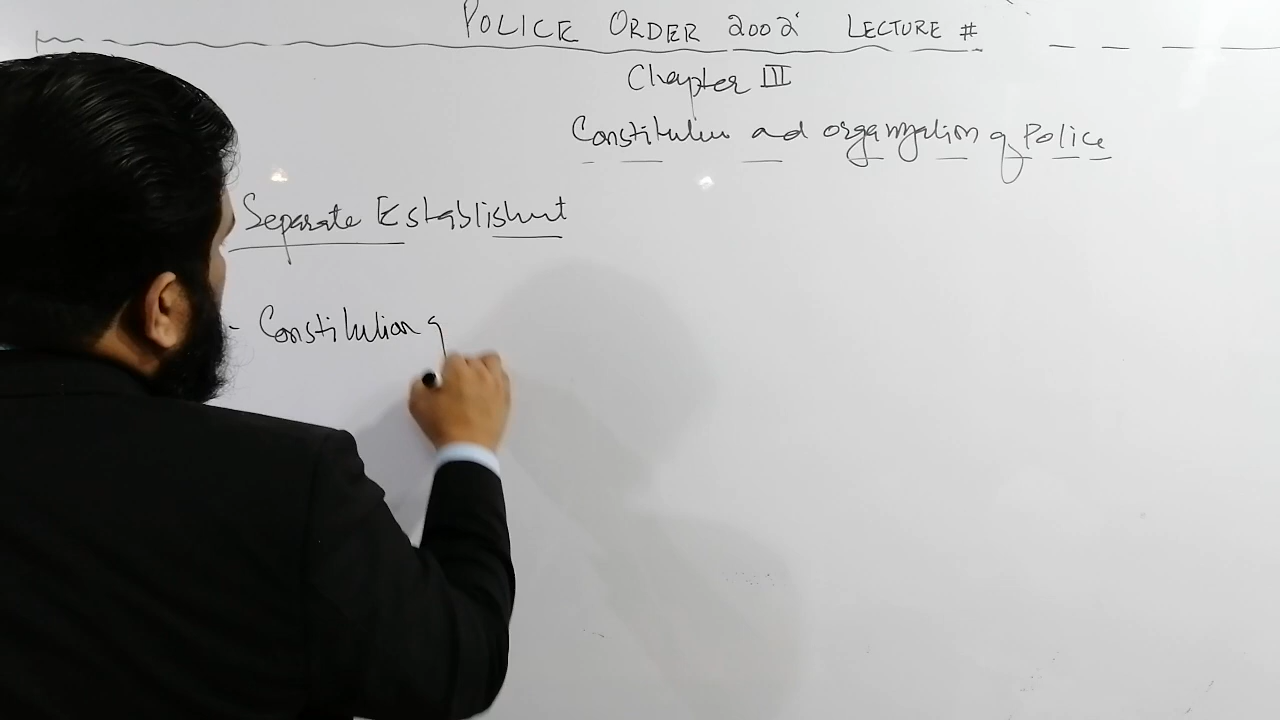 POLICE ORDER 2002' LECTURE #
Chapter III
Constitution and organization of Police
Separate Establishment
- Constitution of